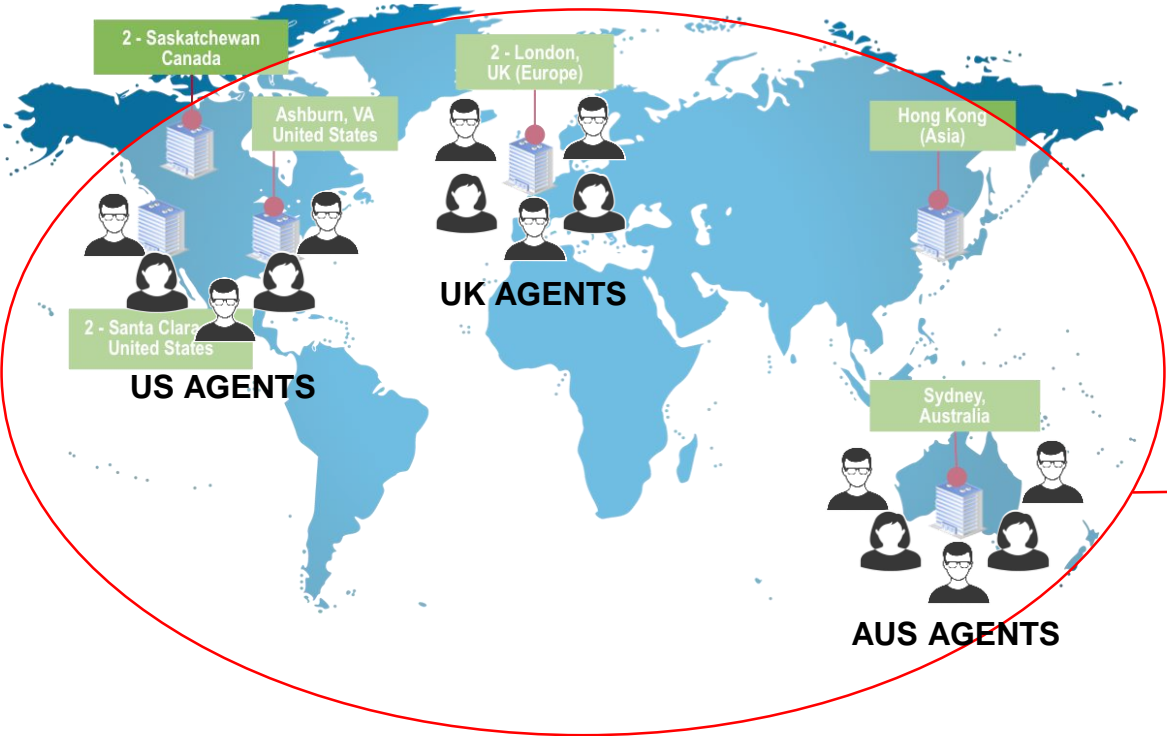 2 - Saskatchewan
Canada
2 - London,
UK (Europe)
Ashburn, VA
United States
Hong Kong
(Asia)
UK AGENTS
2 - Santa Clara
United States
US AGENTS
Sydney,
Australia
AUS AGENTS